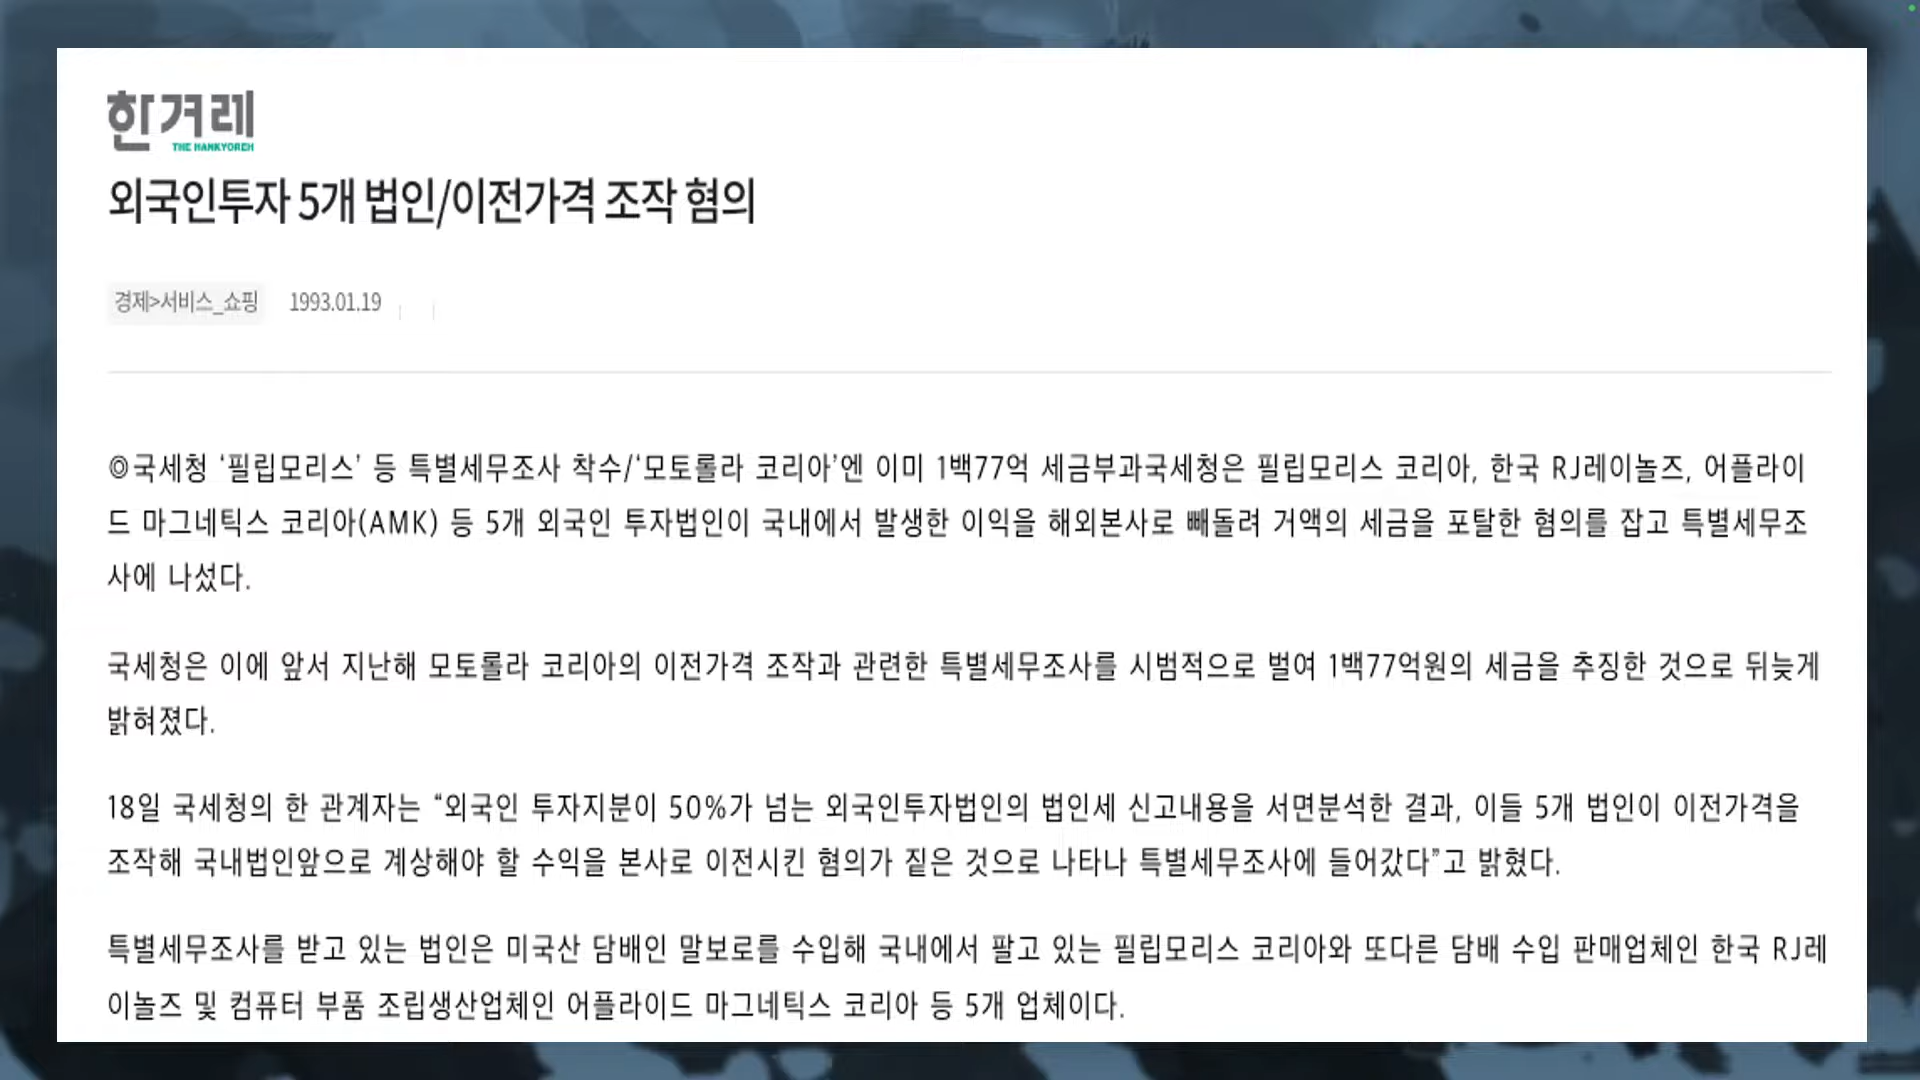 한겨레
THE HANKYOREH
외국인투자 5개 법인/이전가격 조작 혐의
경제>서비스_쇼핑 1993.01.19
◎국세청 ‘필립모리스’ 등 특별세무조사 착수/‘모토롤라 코리아’엔 이미 1백77억 세금부과국세청은 필립모리스 코리아, 한국 RJ레이놀즈, 어플라이
드 마그네틱스 코리아(AMK) 등 5개 외국인 투자법인이 국내에서 발생한 이익을 해외본사로 빼돌려 거액의 세금을 포탈한 혐의를 잡고 특별세무조
사에 나섰다.
국세청은 이에 앞서 지난해 모토롤라 코리아의 이전가격 조작과 관련한 특별세무조사를 시범적으로 벌여 1백77억원의 세금을 추징한 것으로 뒤늦게
밝혀졌다.
18일 국세청의 한 관계자는 “외국인 투자지분이 50%가 넘는 외국인투자법인의 법인세 신고내용을 서면분석한 결과, 이들 5개 법인이 이전가격을
조작해 국내법인앞으로 계상해야 할 수익을 본사로 이전시킨 혐의가 짙은 것으로 나타나 특별세무조사에 들어갔다”고 밝혔다.
특별세무조사를 받고 있는 법인은 미국산 담배인 말보로를 수입해 국내에서 팔고 있는 필립모리스 코리아와 또다른 담배 수입 판매업체인 한국 RJ레
이놀즈 및 컴퓨터 부품 조립생산업체인 어플라이드 마그네틱스 코리아 등 5개 업체이다.